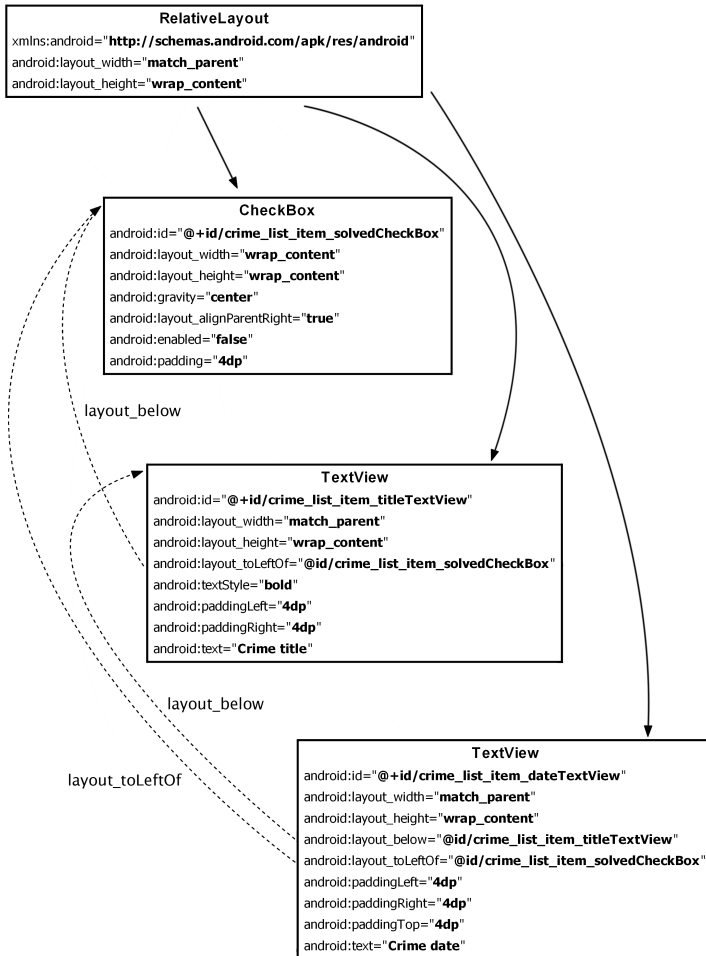 RelativeLayout
xmlns:android="http://schemas.android.com/apk/res/android"
android:layout_width="match_parent"
android:layout_height="wrap_content"
CheckBox
android:id="@+id/crime_list_item_solvedCheckBox"
android:layout_width="wrap_content"
android:layout_height="wrap_content"
android:gravity="center"
android:layout_alignParentRight="true"
android:enabled="false"
android:padding="4dp"
layout_below
TextView
android:id="@+id/crime_list_item_titleTextView"
android:layout_width="match_parent"
android:layout_height="wrap_content"
android:layout_toLeftOf="@id/crime_list_item_solvedCheckBox"
android:textStyle="bold"
android:paddingLeft="4dp"
android:paddingRight="4dp"
android:text="Crime title"
layout_below
layout_toLeftOf
TextView
android:id="@+id/crime_list_item_dateTextView"
android:layout_width="match_parent"
android:layout_height="wrap_content"
android:layout_below="@id/crime_list_item_titleTextView"
android:layout_toLeftOf="@id/crime_list_item_solvedCheckBox"
android:paddingLeft="4dp"
android:paddingRight="4dp"
android:paddingTop="4dp"
android:text="Crime date"